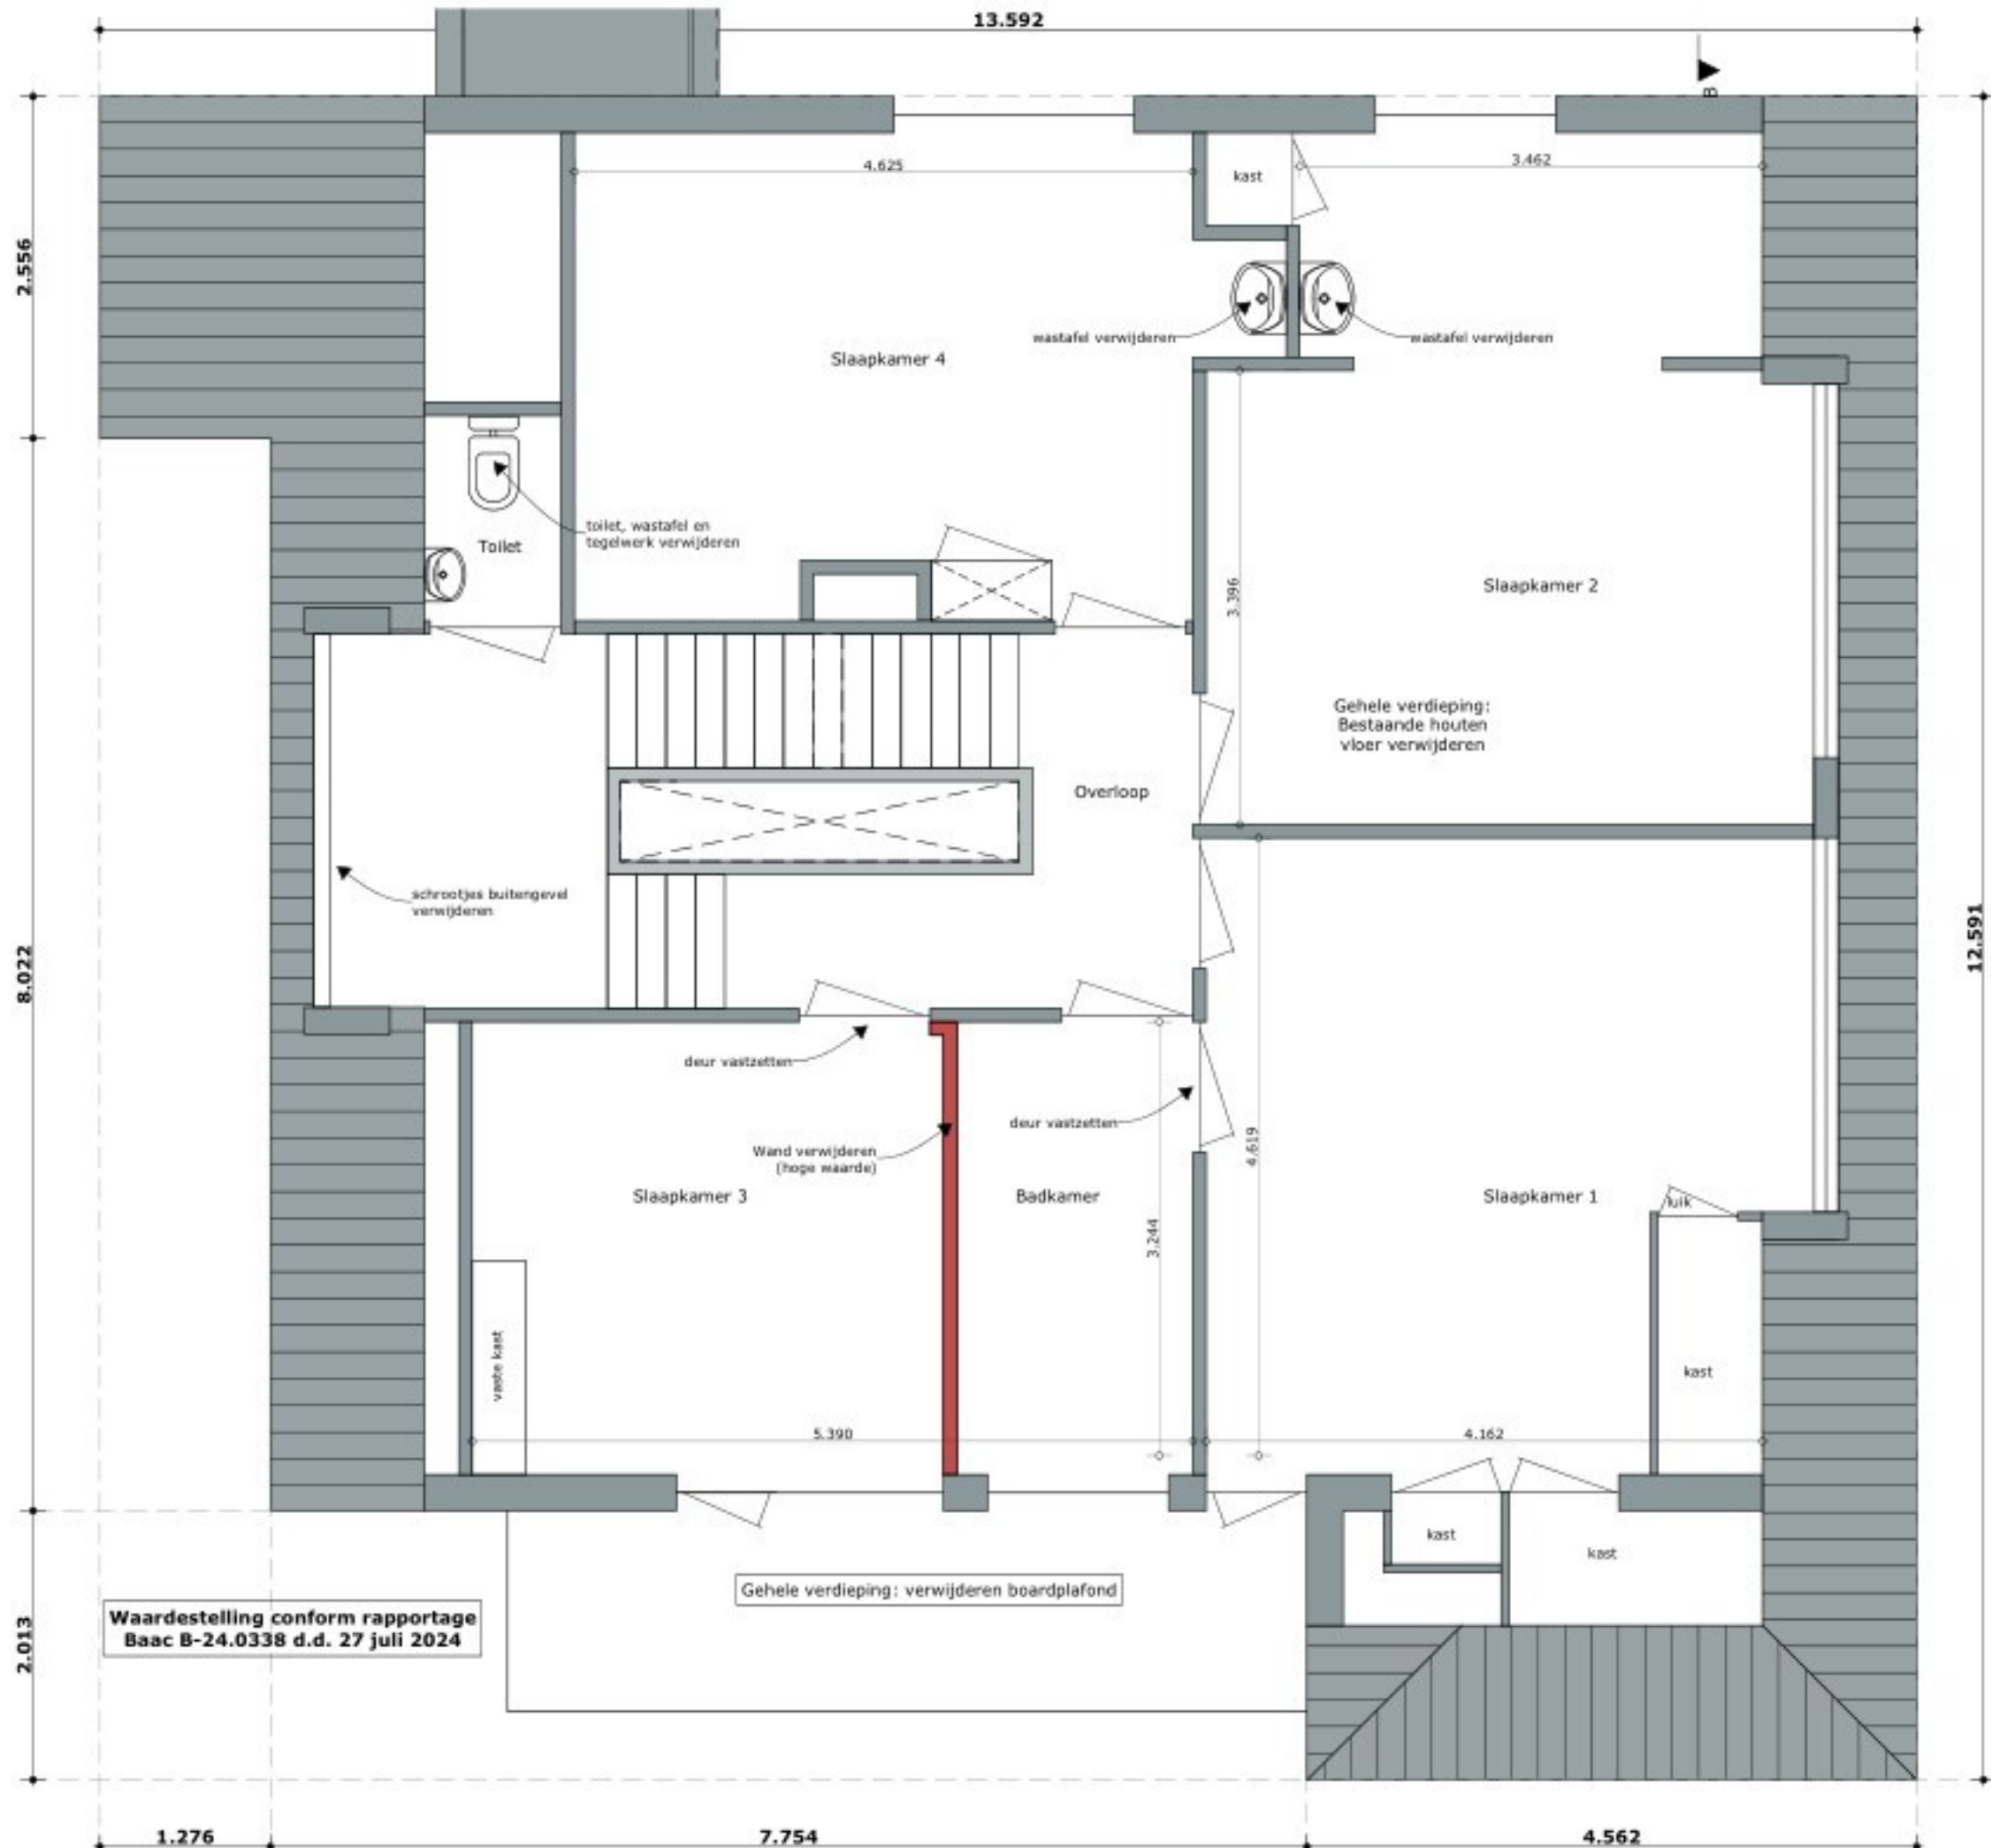 13.592
B
4.625
kast
3.462
2.556
wastafel verwijderen
wastafel verwijderen
Slaapkamer 4
toilet, wastafel en
tegelwerk verwijderen
Toilet
3.396
Slaapkamer 2
Gehele verdieping:
Bestaande houten
vloer verwijderen
Overloop
schrootjes buitengevel
verwijderen
8.022
12.591
deur vastzetten
deur vastzetten
Wand verwijderen
(hoge waarde)
4.619
Slaapkamer 3
Badkamer
Slaapkamer 1
luik
3.244
vaste kast
kast
5.390
4.162
kast
kast
Gehele verdieping: verwijderen boardplafond
Waardestelling conform rapportage
Baac B-24.0338 d.d. 27 juli 2024
2.013
1.276
7.754
4.562